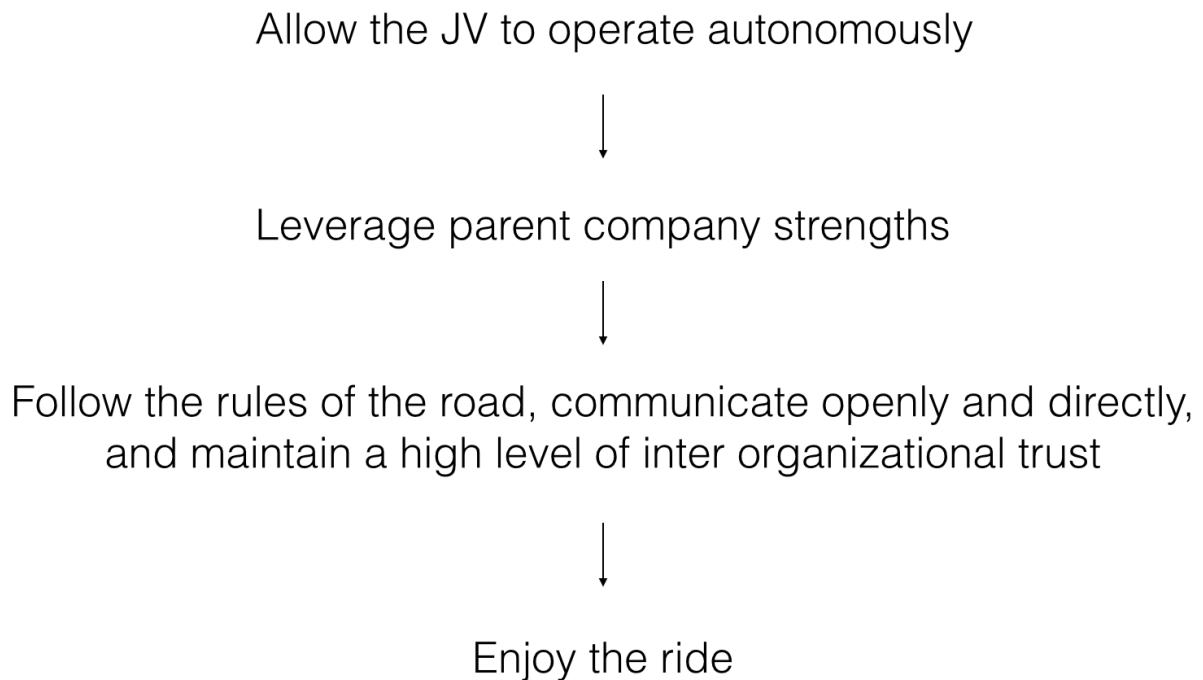 Allow the JV to operate autonomously
Leverage parent company strengths
Follow the rules of the road, communicate openly and directly,
and maintain a high level of inter organizational trust
Enjoy the ride